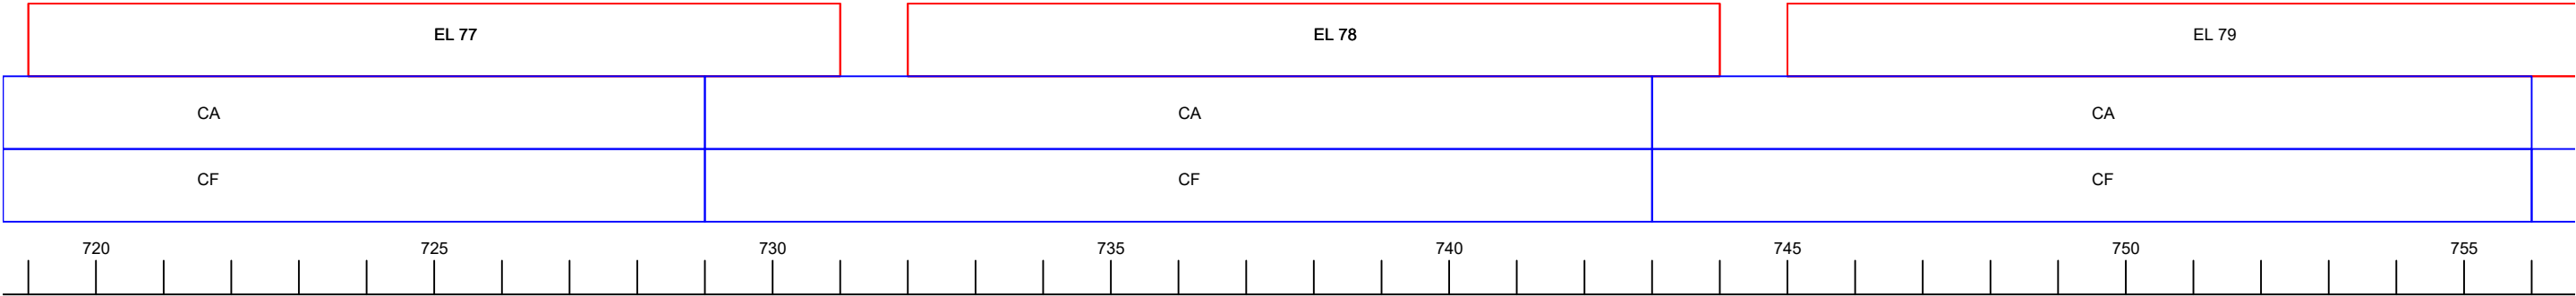 EL 77 EL 78 EL 79
CA CA CA
CF CF CF
720 725 730 735 740 745 750 755